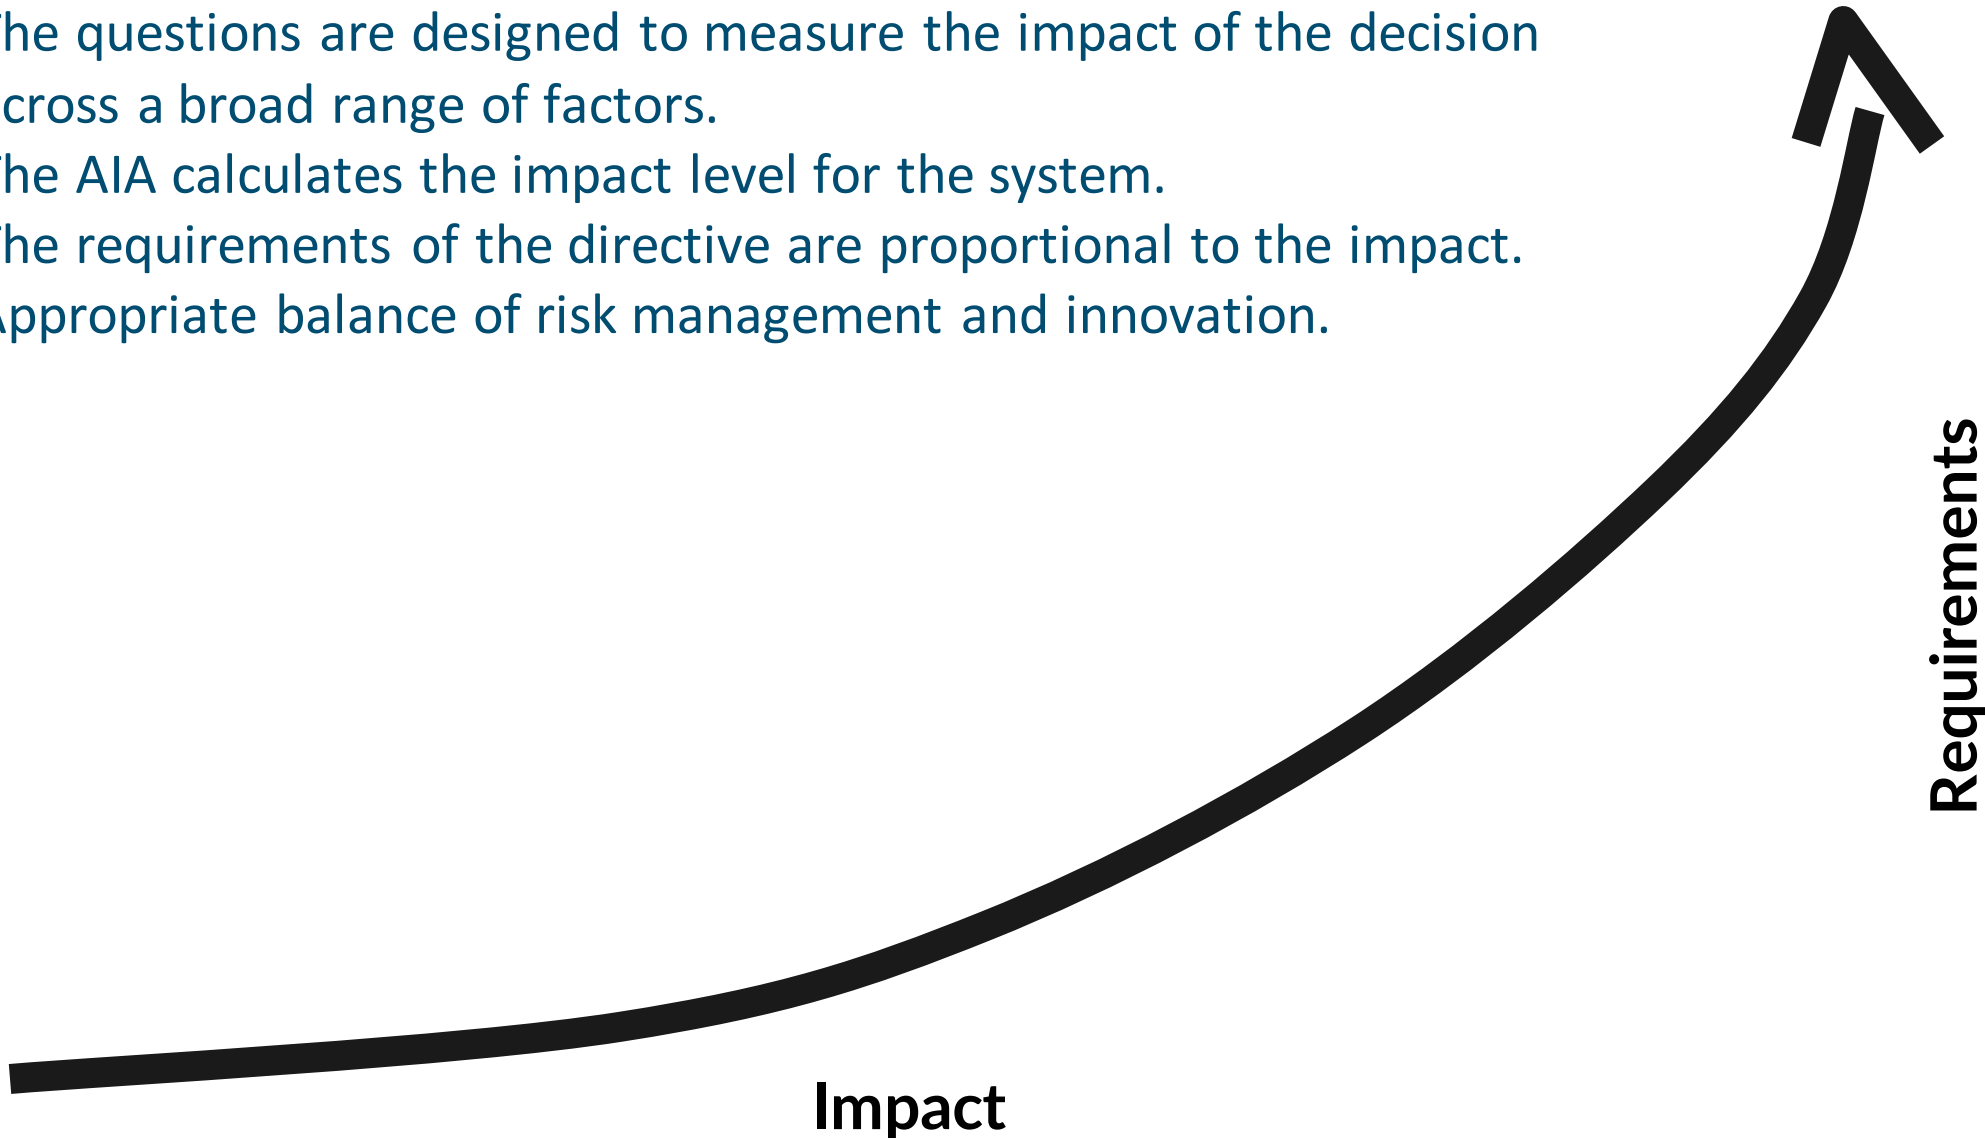 he questions are designed to measure the impact of the decision
cross a broad range of factors.
he AIA calculates the impact level for the system.
he requirements of the directive are proportional to the impact.
Appropriate balance of risk management and innovation.
Requirements
Impact